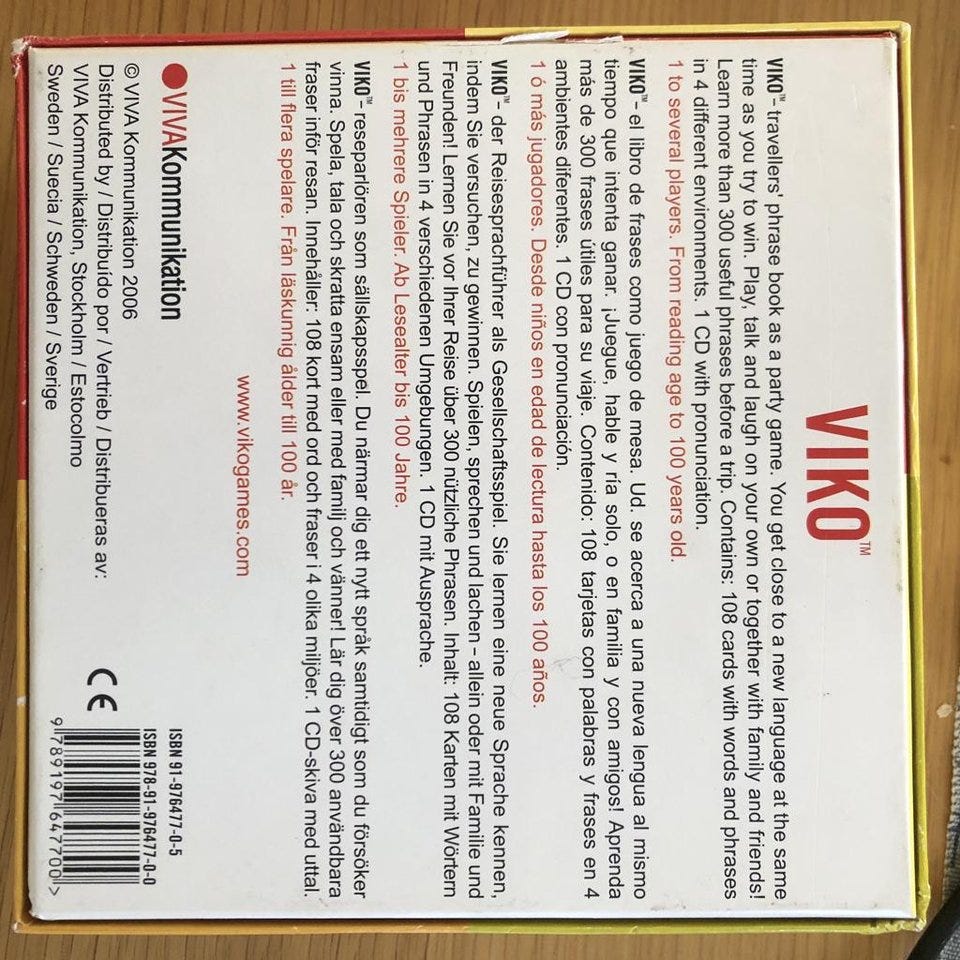 VIKO™
VIKO™- travellers' phrase book as a party game. You get close to a new language at the same
time as you try to win. Play, talk and laugh on your own or together with family and friends!
Learn more than 300 useful phrases before a trip. Contains: 108 cards with words and phrases
in 4 different environments. 1 CD with pronunciation.
1 to several players. From reading age to 100 years old.
VIKO™- el libro de frases como juego de mesa. Ud. se acerca a una nueva lengua al mismo
tiempo que intenta ganar. ¡Juegue, hable y ría solo, o en familia y con amigos! Aprenda
más de 300 frases útiles para su viaje. Contenido: 108 tarjetas con palabras y frases en 4
ambientes diferentes. 1 CD con pronunciación.
1 ó más jugadores. Desde niños en edad de lectura hasta los 100 años.
VIKO™- der Reisesprachführer als Gesellschaftsspiel. Sie lernen eine neue Sprache kennen,
indem Sie versuchen, zu gewinnen. Spielen, sprechen und lachen – allein oder mit Familie und
Freunden! Lernen Sie vor Ihrer Reise über 300 nützliche Phrasen. Inhalt: 108 Karten mit Wörtern
und Phrasen in 4 verschiedenen Umgebungen. 1 CD mit Ausprache.
1 bis mehrere Spieler. Ab Lesealter bis 100 Jahre.
VIKO™- reseparlören som sällskapsspel. Du närmar dig ett nytt språk samtidigt som du försöker
vinna. Spela, tala och skratta ensam eller med familj och vänner! Lär dig över 300 användbara
fraser inför resan. Innehåller: 108 kort med ord och fraser i 4 olika miljöer. 1 CD-skiva med uttal.
1 till flera spelare. Från läskunnig ålder till 100 år.
www.vikogames.com
VIVAKommunikation
© VIVA Kommunikation 2006
Distributed by / Distribuído por / Vertrieb / Distribueras av:
VIVA Kommunikation, Stockholm / Estocolmo
Sweden / Suecia / Schweden / Sverige
CE
ISBN 91-976477-0-5
ISBN 978-91-976477-0-0
9 789197 647700 >